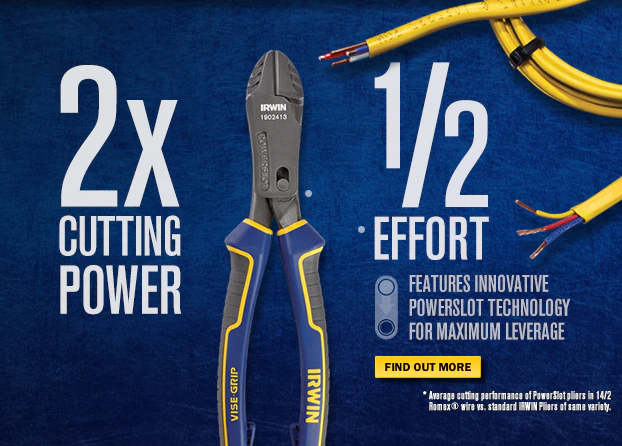 2X
CUTTING
POWER
IRWIN
1902413
POWERSLOT
VISE-GRIP
IRWIN
1/2
EFFORT
FEATURES INNOVATIVE
POWERSLOT TECHNOLOGY
FOR MAXIMUM LEVERAGE
FIND OUT MORE
* Average cutting performance of PowerSlot pliers in 14/2
Romex® wire vs. standard IRWIN Pliers of same variety.